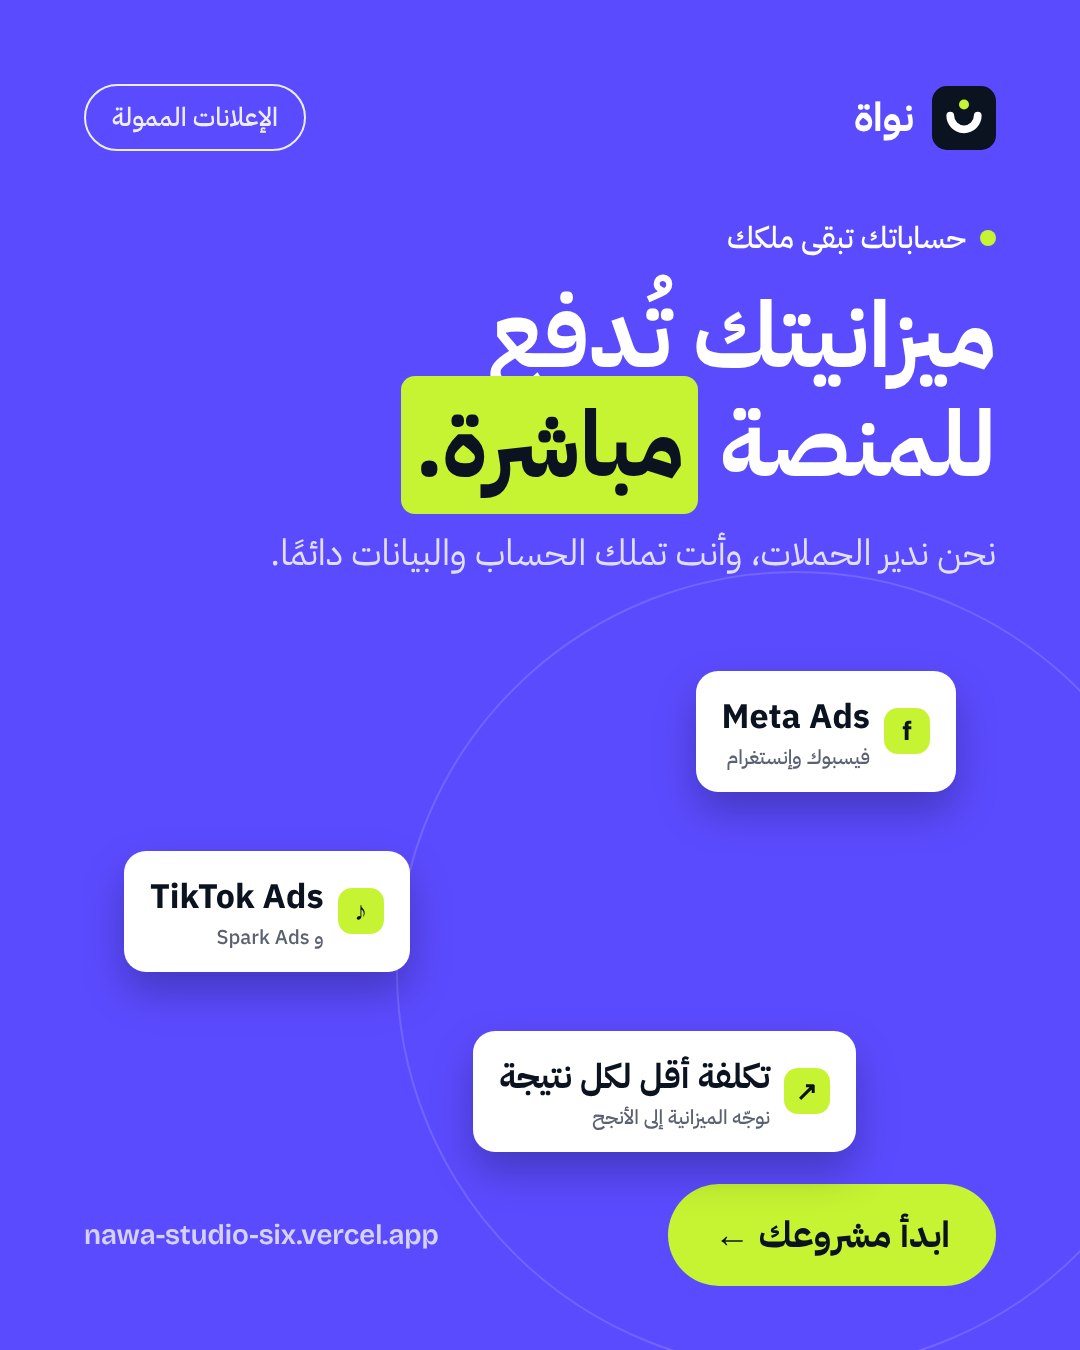 نواة
الإعلانات الممولة
حساباتك تبقى ملكك
ميزانيتك تُدفع
للمنصة مباشرة.
نحن ندير الحملات، وأنت تملك الحساب والبيانات دائمًا.
f
Meta Ads
فيسبوك وإنستغرام
♪
TikTok Ads
و Spark Ads
↗
تكلفة أقل لكل نتيجة
نوجّه الميزانية إلى الأنجح
ابدأ مشروعك ←
nawa-studio-six.vercel.app